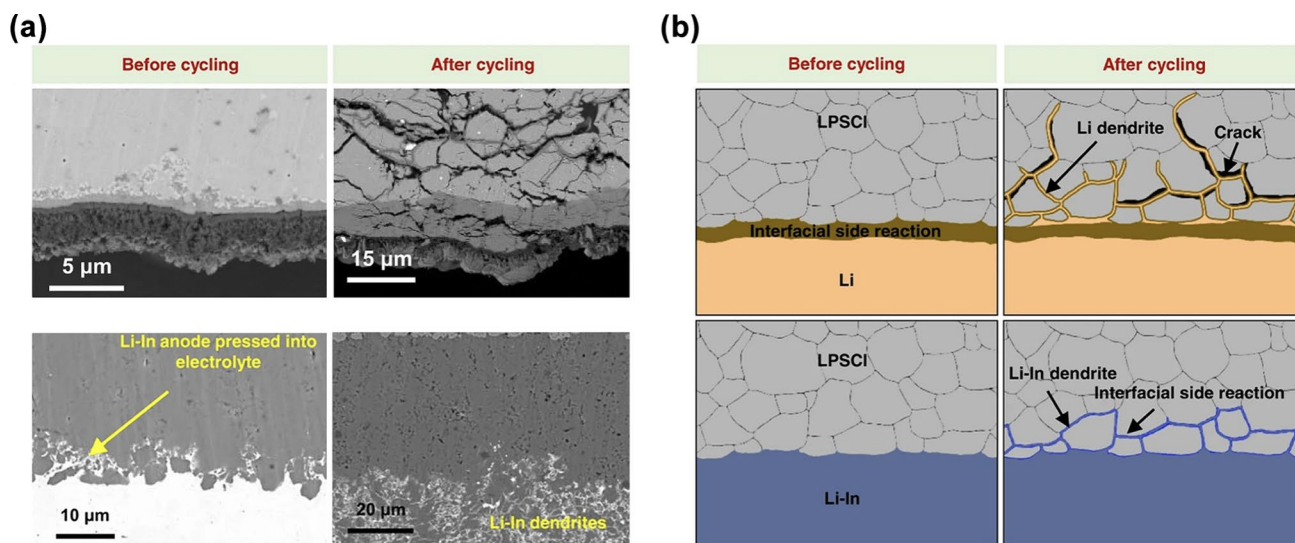 (a)
Before cycling
After cycling
5 μm
15 μm
Li-In anode pressed into
electrolyte
10 μm
20 μm
Li-In dendrites
(b)
Before cycling
After cycling
LPSCl
Interfacial side reaction
Li
Li dendrite
Crack
LPSCl
Li-In
Li-In dendrite
Interfacial side reaction